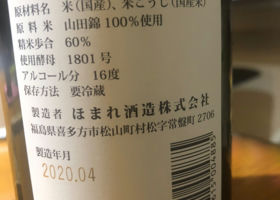 原材料名 米(国産)、米こうじ(国産米)
原料米 山田錦100%使用
精米歩合 60%
使用酵母 1801号
アルコール分 16度
保存方法 要冷蔵
製造者 ほまれ酒造株式会社
福島県喜多方市松山町村松字常盤町2706
製造年月
2020.04